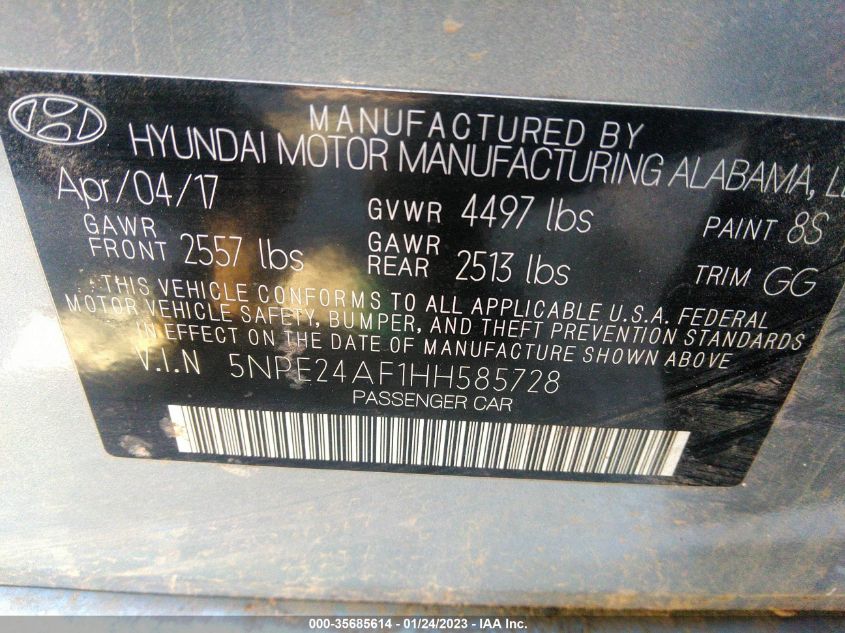 MANUFACTURED BY
HYUNDAI MOTOR MANUFACTURING ALABAMA,
Apr/04/17 GVWR 4497 lbs PAINT 8S
GAWR FRONT 2557 lbs GAWR REAR 2513 lbs TRIM GG
THIS VEHICLE CONFORMS TO ALL APPLICABLE U.S.A. FEDERAL
MOTOR VEHICLE SAFETY, BUMPER, AND THEFT PREVENTION STANDARDS
IN EFFECT ON THE DATE OF MANUFACTURE SHOWN ABOVE
V.I.N 5NPE24AF1HH585728
PASSENGER CAR
000-35685614 - 01/24/2023 - IAA Inc.